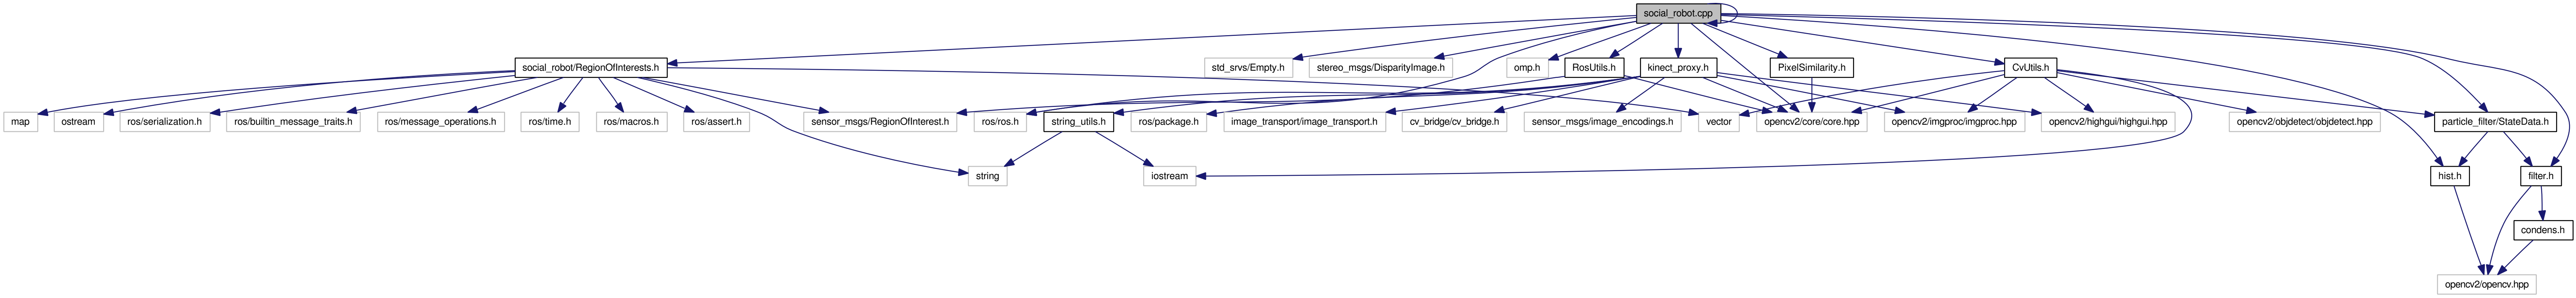 social_robot.cpp
social_robot/RegionOfInterests.h
std_srvs/Empty.h
stereo_msgs/DisparityImage.h
omp.h
RosUtils.h
kinect_proxy.h
PixelSimilarity.h
CvUtils.h
map
ostream
ros/serialization.h
ros/builtin_message_traits.h
ros/message_operations.h
ros/time.h
ros/macros.h
ros/assert.h
sensor_msgs/RegionOfInterest.h
ros/ros.h
string_utils.h
ros/package.h
image_transport/image_transport.h
cv_bridge/cv_bridge.h
sensor_msgs/image_encodings.h
vector
opencv2/core/core.hpp
opencv2/imgproc/imgproc.hpp
opencv2/highgui/highgui.hpp
opencv2/objdetect/objdetect.hpp
particle_filter/StateData.h
string
iostream
hist.h
filter.h
condens.h
opencv2/opencv.hpp